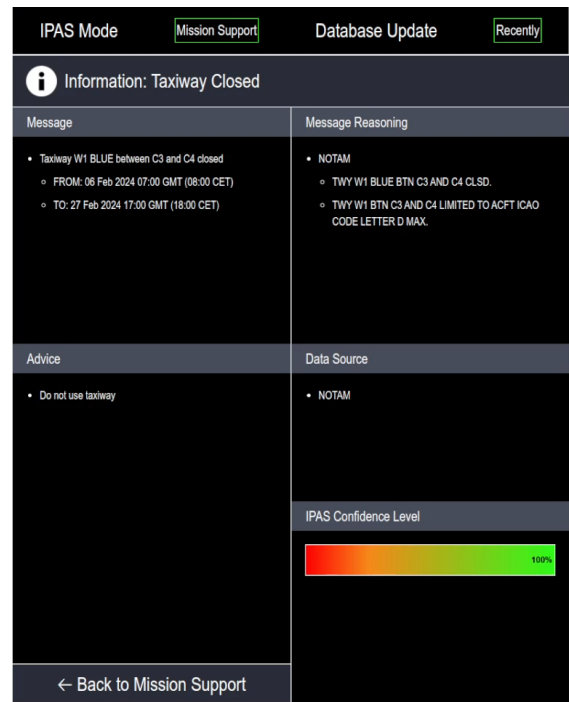 IPAS Mode
Mission Support
Database Update
Recently
i Information: Taxiway Closed
Message
• Taxiway W1 BLUE between C3 and C4 closed
∘ FROM: 06 Feb 2024 07:00 GMT (08:00 CET)
∘ TO: 27 Feb 2024 17:00 GMT (18:00 CET)
Message Reasoning
• NOTAM
∘ TWY W1 BLUE BTN C3 AND C4 CLSD.
∘ TWY W1 BTN C3 AND C4 LIMITED TO ACFT ICAO
CODE LETTER D MAX.
Advice
• Do not use taxiway
Data Source
• NOTAM
IPAS Confidence Level
100%
← Back to Mission Support